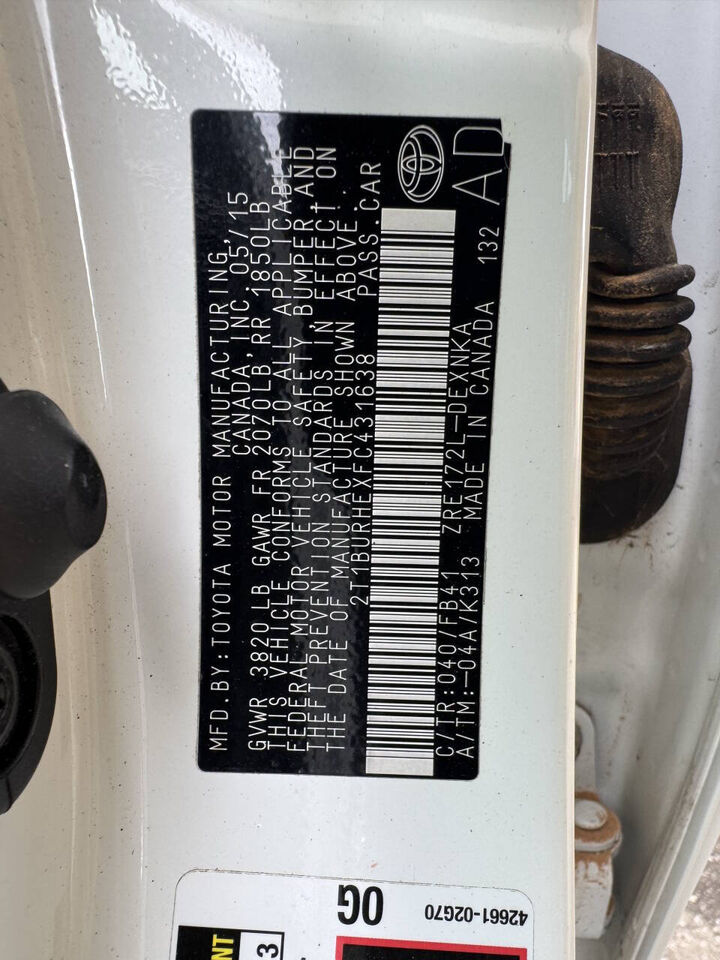 MFD.BY:TOYOTA MOTOR MANUFACTURING,
CANADA,INC.05/15
GVWR 3820LB GAWR FR 2070LB,RR 1850LB
THIS VEHICLE CONFORMS TO ALL APPLICABLE
FEDERAL MOTOR VEHICLE SAFETY, BUMPER,AND
THEFT PREVENTION STANDARDS IN EFFECT ON
THE DATE OF MANUFACTURE SHOWN ABOVE.
2T1BURHEXFC431638 PASS.CAR
C/TR:040/FB41 ZRE172L-DEXNKA
A/TM:-04A/K313 MADE IN CANADA 132
AD
0G
42661-02G70
NT
3